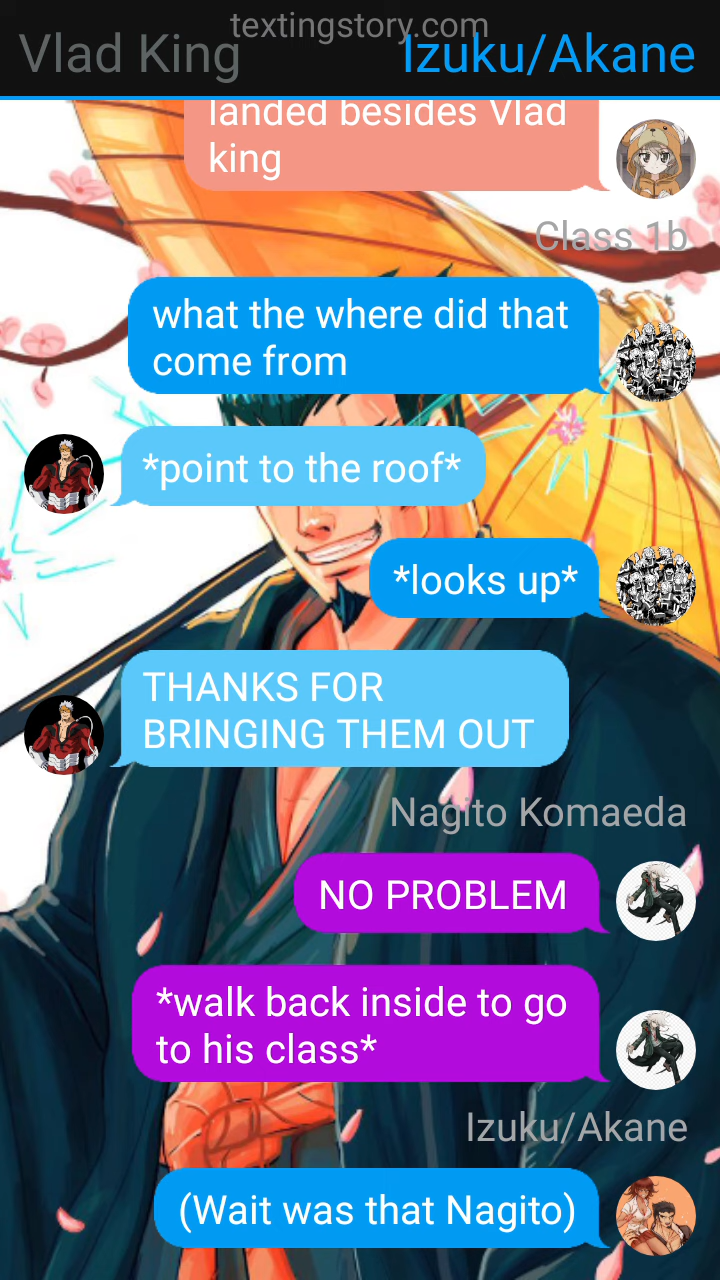 textingstory.com
Vlad King
Izuku/Akane
landed besides Vlad
king
Class 1b
what the where did that
come from
*point to the roof*
*looks up*
THANKS FOR
BRINGING THEM OUT
Nagito Komaeda
NO PROBLEM
*walk back inside to go
to his class*
Izuku/Akane
(Wait was that Nagito)